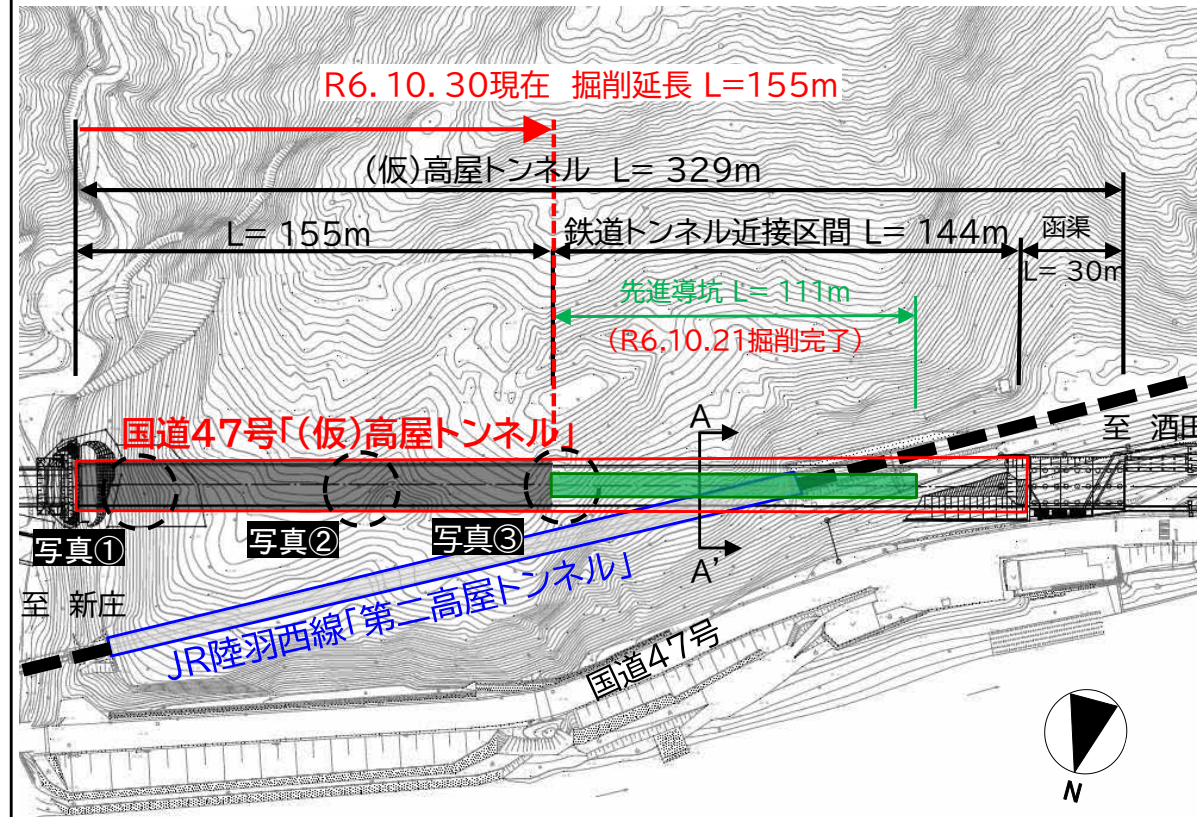 R6.10.30現在 掘削延長 L=155m
(仮)高屋トンネル L= 329m
L= 155m
鉄道トンネル近接区間 L= 144m
函渠
L= 30m
先進導坑 L= 111m
(R6.10.21掘削完了)
国道47号「(仮)高屋トンネル」
A
至 酒田
写真①
写真②
写真③
A'
至 新庄
JR陸羽西線「第二高屋トンネル」
国道47号
N